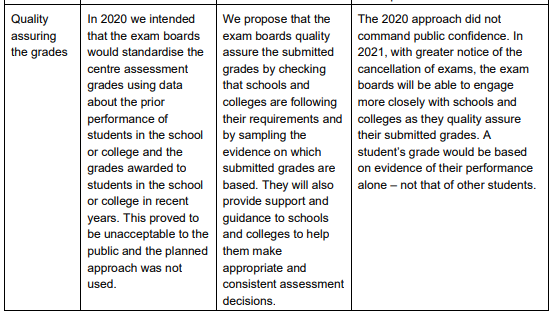 Quality
assuring
the grades
In 2020 we intended
that the exam boards
would standardise the
centre assessment
grades using data
about the prior
performance of
students in the school
or college and the
grades awarded to
students in the school
or college in recent
years. This proved to
be unacceptable to the
public and the planned
approach was not
used.
We propose that the
exam boards quality
assure the submitted
grades by checking
that schools and
colleges are following
their requirements and
by sampling the
evidence on which
submitted grades are
based. They will also
provide support and
guidance to schools
and colleges to help
them make
appropriate and
consistent assessment
decisions.
The 2020 approach did not
command public confidence. In
2021, with greater notice of the
cancellation of exams, the exam
boards will be able to engage
more closely with schools and
colleges as they quality assure
their submitted grades. A
student’s grade would be based
on evidence of their performance
alone – not that of other students.